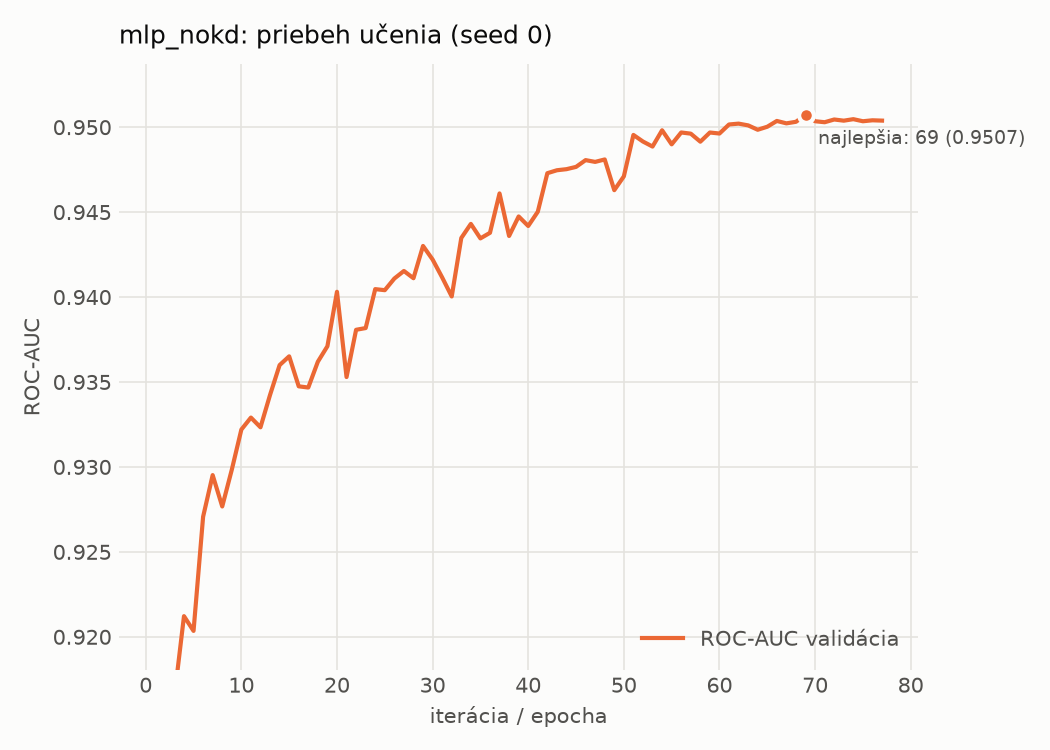 mlp_nokd: priebeh učenia (seed 0)
ROC-AUC
0.950
0.945
0.940
0.935
0.930
0.925
0.920
najlepšia: 69 (0.9507)
ROC-AUC validácia
0 10 20 30 40 50 60 70 80
iterácia / epocha